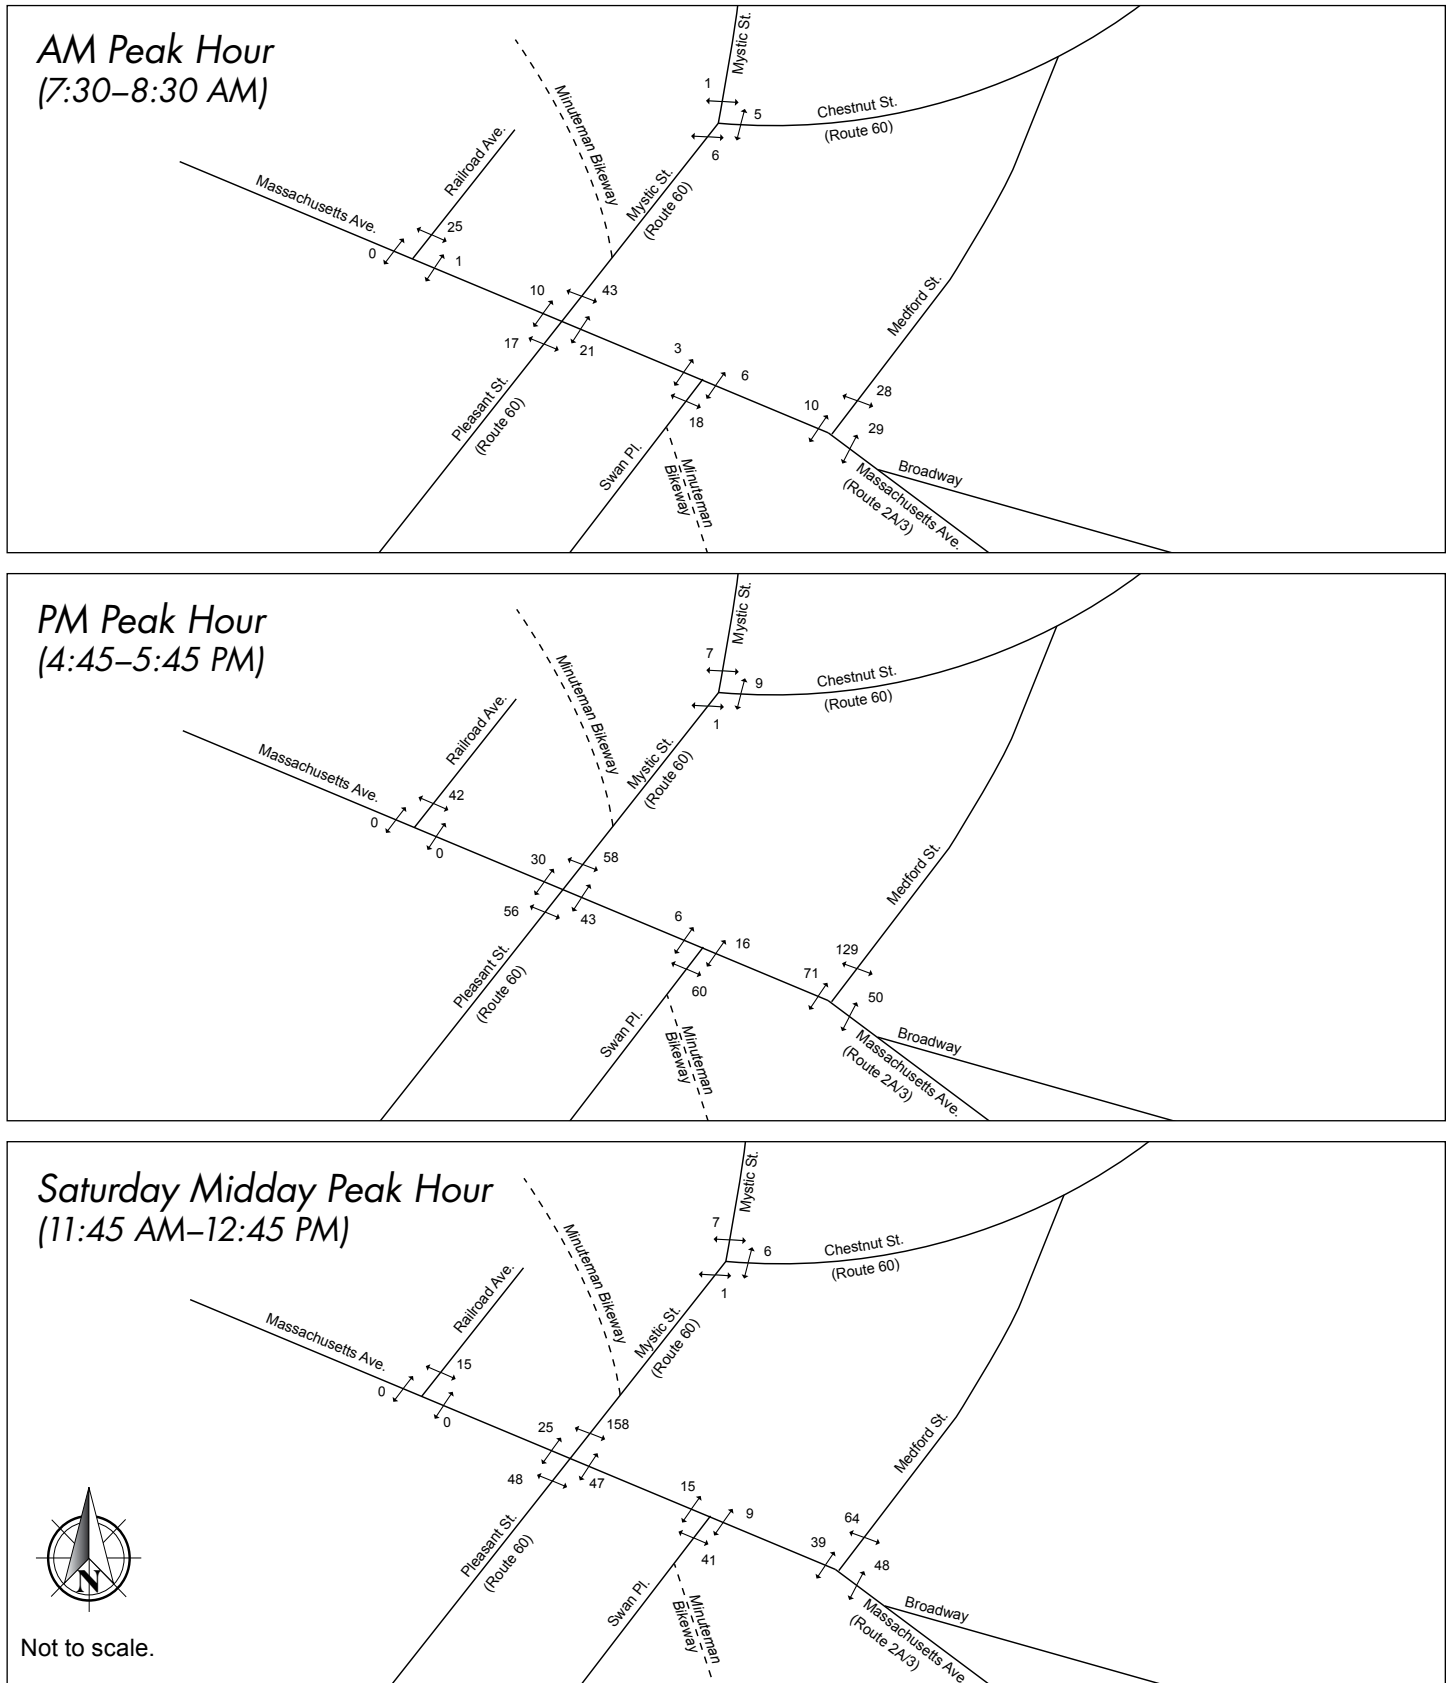 AM Peak Hour
(7:30–8:30 AM)
Mystic St.
1
5
Chestnut St.
(Route 60)
6
Minuteman Bikeway
Mystic St.
(Route 60)
Railroad Ave.
Massachusetts Ave.
25
0
1
10
43
17
21
Medford St.
3
6
18
Pleasant St.
(Route 60)
Swan Pl.
Minuteman
Bikeway
10
28
29
Broadway
Massachusetts Ave.
(Route 2A/3)
PM Peak Hour
(4:45–5:45 PM)
Mystic St.
7
9
Chestnut St.
(Route 60)
1
Minuteman Bikeway
Mystic St.
(Route 60)
Railroad Ave.
Massachusetts Ave.
42
0
0
30
58
56
43
Medford St.
6
16
60
Pleasant St.
(Route 60)
Swan Pl.
Minuteman
Bikeway
71
129
50
Broadway
Massachusetts Ave.
(Route 2A/3)
Saturday Midday Peak Hour
(11:45 AM–12:45 PM)
Mystic St.
7
6
Chestnut St.
(Route 60)
1
Minuteman Bikeway
Mystic St.
(Route 60)
Railroad Ave.
Massachusetts Ave.
15
0
0
25
158
48
47
Medford St.
15
9
41
Pleasant St.
(Route 60)
Swan Pl.
Minuteman
Bikeway
39
64
48
Broadway
Massachusetts Ave
(Route 2A/3)
N
Not to scale.